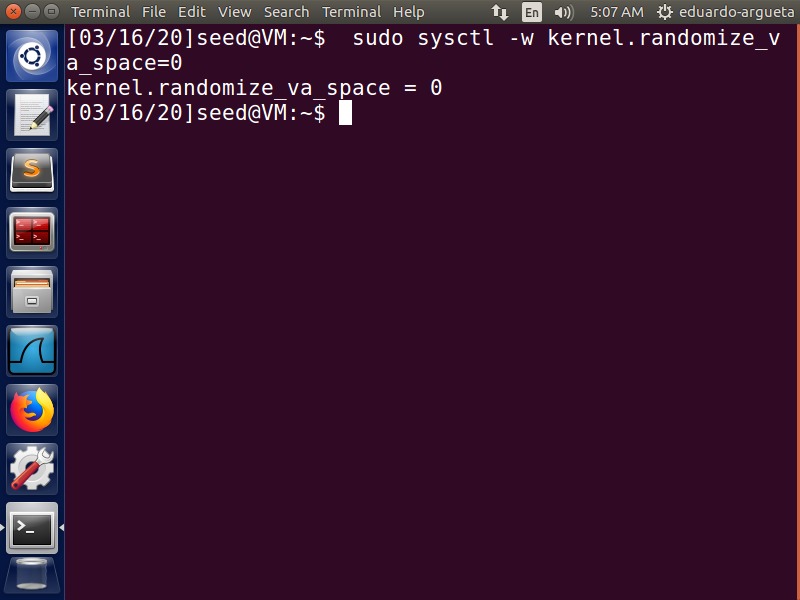 Terminal File Edit View Search Terminal Help En 5:07 AM eduardo-argueta
[03/16/20]seed@VM:~$  sudo sysctl -w kernel.randomize_v
a_space=0
kernel.randomize_va_space = 0
[03/16/20]seed@VM:~$